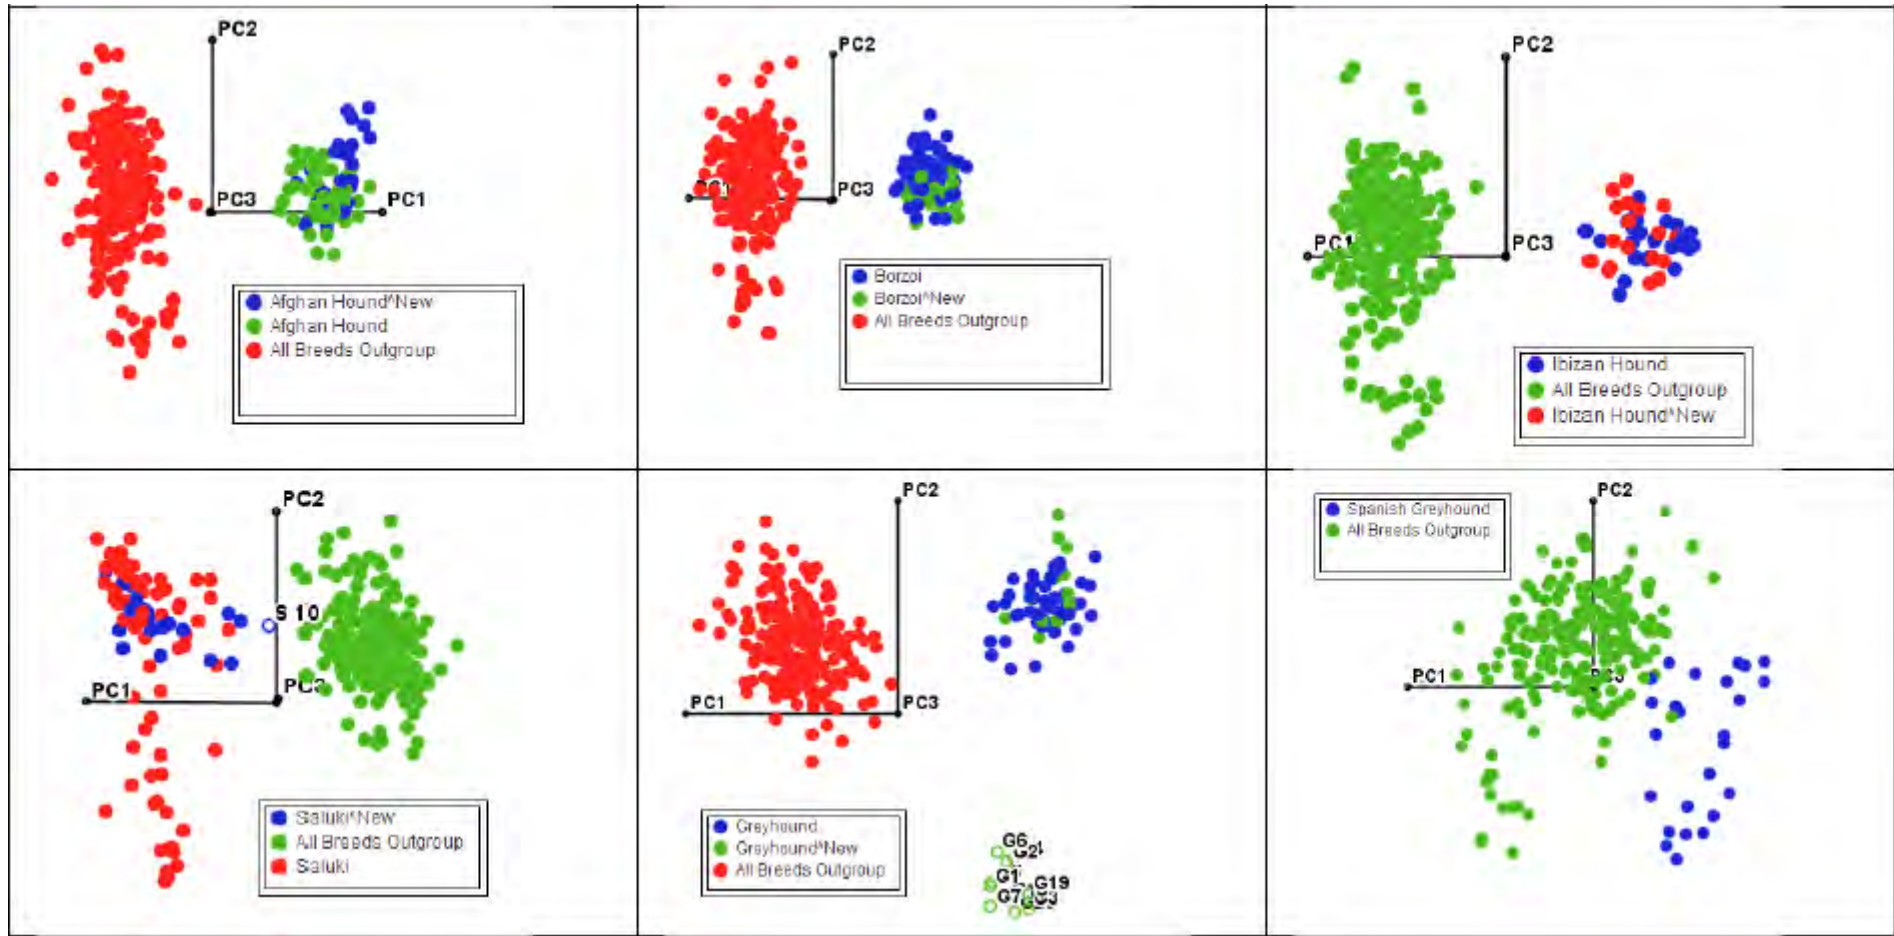 PC2
PC3
PC1
Afghan Hound^New
Afghan Hound
All Breeds Outgroup
PC2
PC1
PC3
Borzoi
Borzoi^New
All Breeds Outgroup
PC2
PC1
PC3
Ibizan Hound
All Breeds Outgroup
Ibizan Hound^New
PC2
S 10
PC1
PC3
Saluki^New
All Breeds Outgroup
Saluki
PC2
PC1
PC3
Greyhound
Greyhound^New
All Breeds Outgroup
G6
G1
G19
G7
Spanish Greyhound
All Breeds Outgroup
PC2
PC1